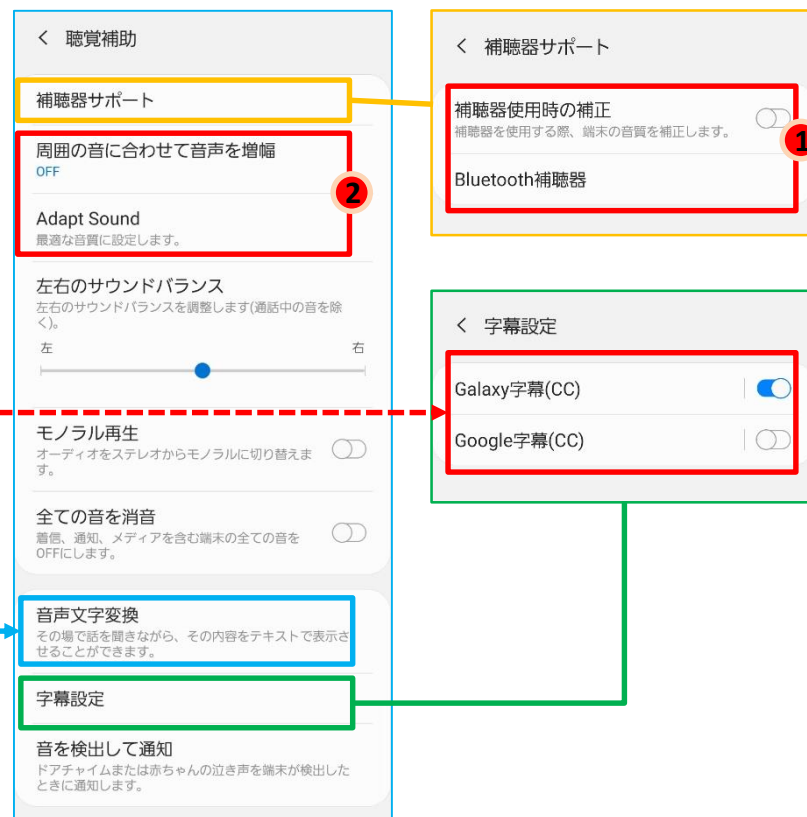 < 聴覚補助
補聴器サポート
周囲の音に合わせて音声を増幅
OFF
2
Adapt Sound
最適な音質に設定します。
左右のサウンドバランス
左右のサウンドバランスを調整します(通話中の音を除
く)。
左 右
モノラル再生
オーディオをステレオからモノラルに切り替えま
す。
全ての音を消音
着信、通知、メディアを含む端末の全ての音を
OFFにします。
音声文字変換
その場で話を聞きながら、その内容をテキストで表示さ
せることができます。
字幕設定
音を検出して通知
ドアチャイムまたは赤ちゃんの泣き声を端末が検出した
ときに通知します。
< 補聴器サポート
補聴器使用時の補正
補聴器を使用する際、端末の音質を補正します。
1
Bluetooth補聴器
< 字幕設定
Galaxy字幕(CC)
Google字幕(CC)